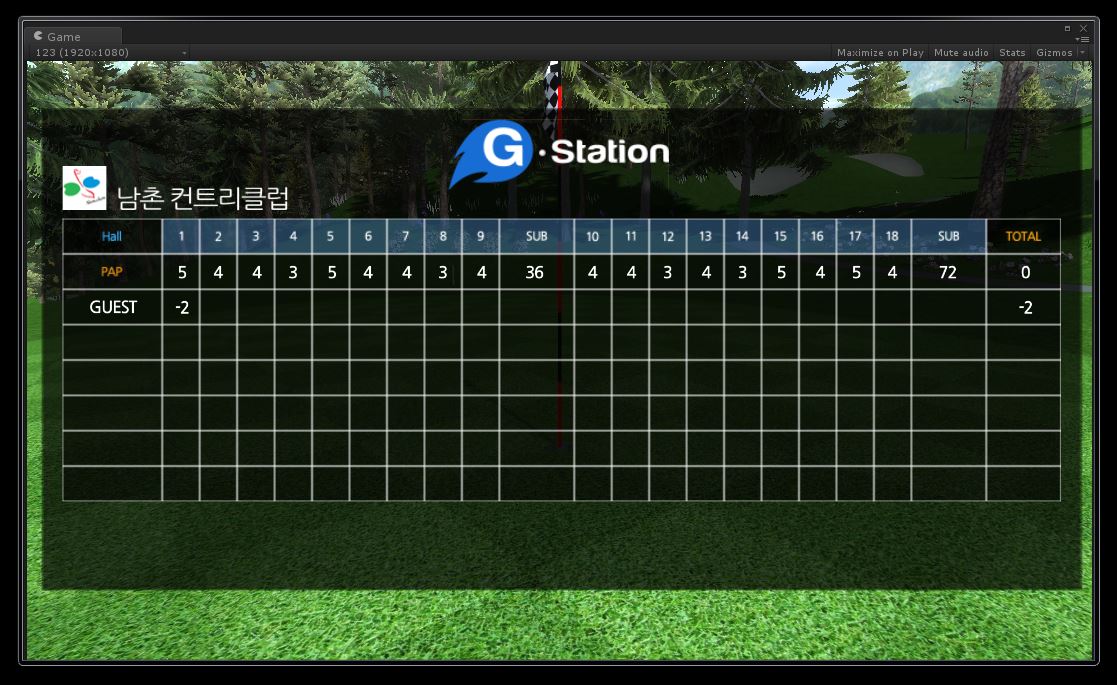 Game
123 (1920x1080) Maximize on Play Mute audio Stats Gizmos
G·Station
남촌 컨트리클럽
Hall 1 2 3 4 5 6 7 8 9 SUB 10 11 12 13 14 15 16 17 18 SUB TOTAL
PAP 5 4 4 3 5 4 4 3 4 36 4 4 3 4 3 5 4 5 4 72 0
GUEST -2 -2